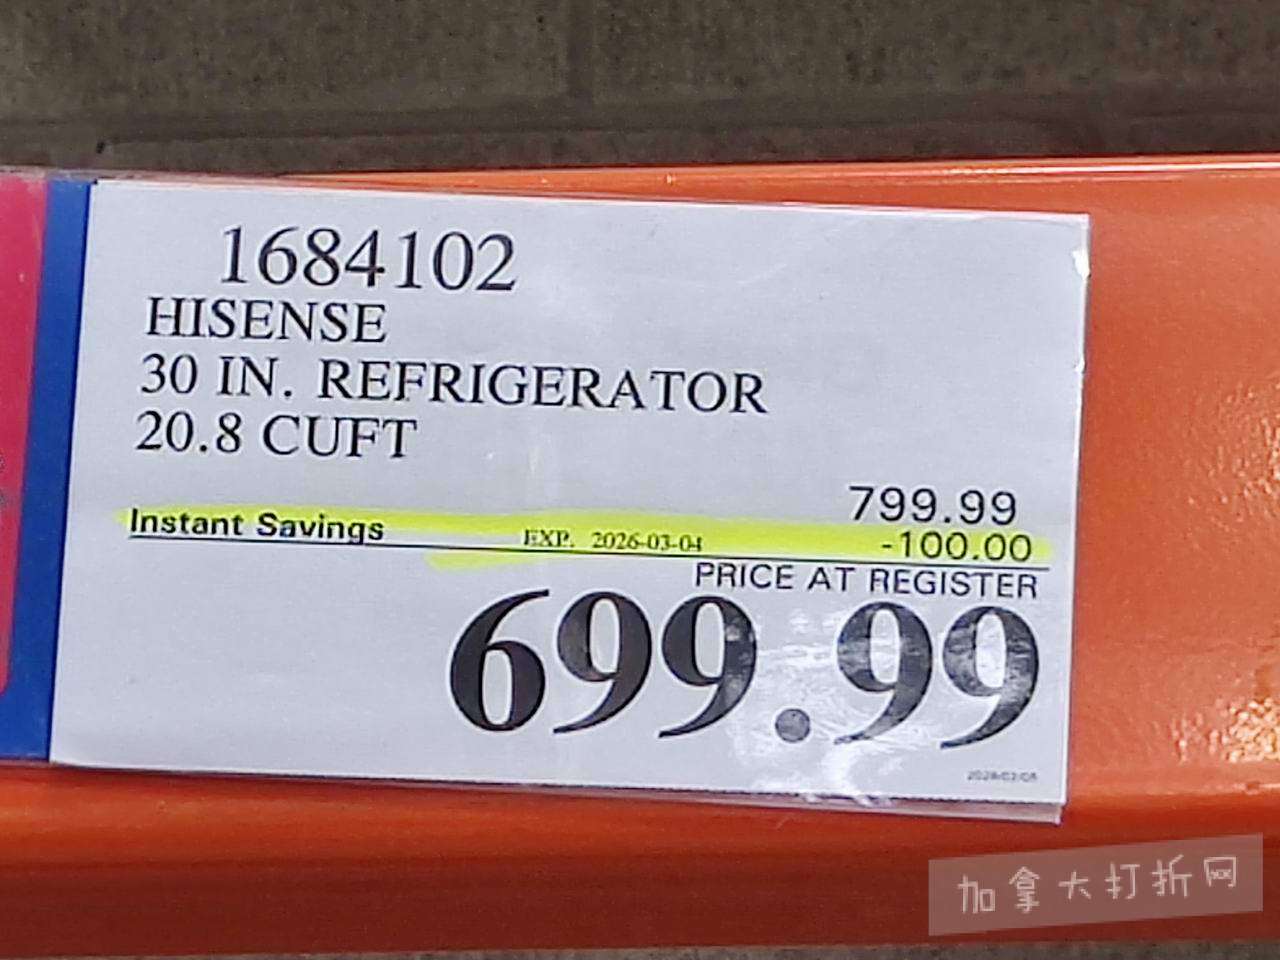 1684102
HISENSE
30 IN. REFRIGERATOR
20.8 CUFT
799.99
Instant Savings EXP. 2026-03-04 -100.00
PRICE AT REGISTER
699.99
加拿大打折网